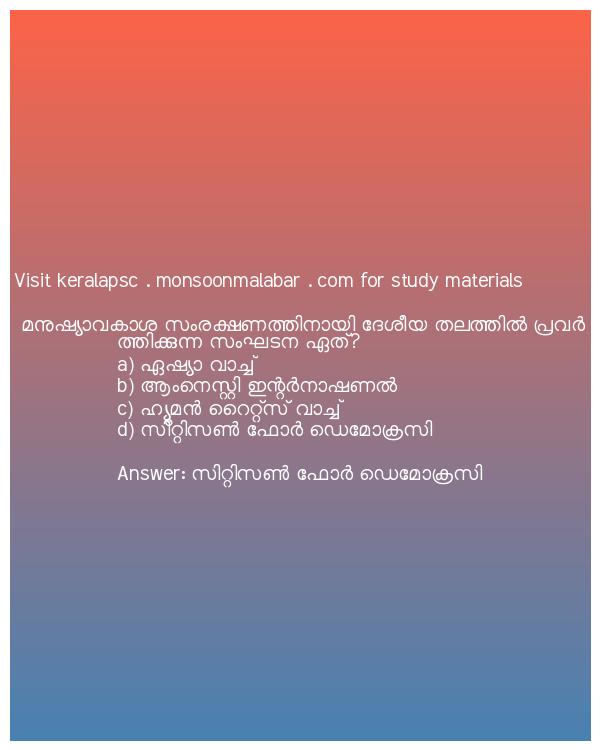 Visit keralapsc . monsoonmalabar . com for study materials
മനുഷ്യാവകാശ സംരക്ഷണത്തിനായി ദേശീയ തലത്തിൽ പ്രവർ
ത്തിക്കുന്ന സംഘടന ഏത്?
a) ഏഷ്യാ വാച്ച്
b) ആംനെസ്റ്റി ഇന്റർനാഷണൽ
c) ഹ്യൂമൻ റൈറ്റ്സ് വാച്ച്
d) സിറ്റിസൺ ഫോർ ഡെമോക്രസി
Answer: സിറ്റിസൺ ഫോർ ഡെമോക്രസി